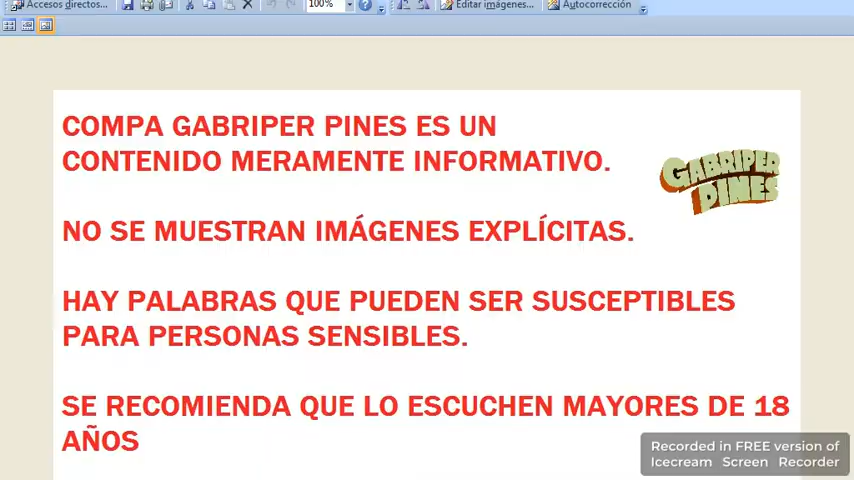 Accesos directos...
100%
Editar imágenes...
Autocorrección
COMPA GABRIPER PINES ES UN
CONTENIDO MERAMENTE INFORMATIVO.
GABRIPER
PINES
NO SE MUESTRAN IMÁGENES EXPLÍCITAS.
HAY PALABRAS QUE PUEDEN SER SUSCEPTIBLES
PARA PERSONAS SENSIBLES.
SE RECOMIENDA QUE LO ESCUCHEN MAYORES DE 18
AÑOS
Recorded in FREE version of
Icecream Screen Recorder